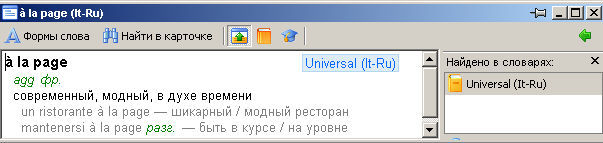 à la page (It-Ru)
Формы слова Найти в карточке
à la page Universal (It-Ru)
agg фр.
современный, модный, в духе времени
un ristorante à la page — шикарный / модный ресторан
mantenersi à la page разг. — быть в курсе / на уровне
Найдено в словарях:
Universal (It-Ru)